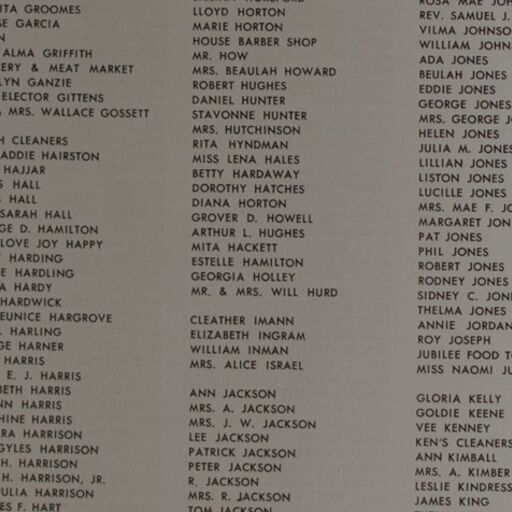 ITA GROOMES
SE GARCIA
N
ALMA GRIFFITH
ERY & MEAT MARKET
LYN GANZIE
ELECTOR GITTENS
MRS. WALLACE GOSSETT
H CLEANERS
ADDIE HAIRSTON
HAJJAR
S HALL
HALL
SARAH HALL
GE D. HAMILTON
LOVE JOY HAPPY
HARDING
E HARDLING
A HARDY
HARDWICK
EUNICE HARGROVE
. HARLING
GE HARNER
HARRIS
E. J. HARRIS
BETH HARRIS
NN HARRIS
HINE HARRIS
RA HARRISON
GYLES HARRISON
H. HARRISON
H. HARRISON, JR.
ULIA HARRISON
ES F. HART
LLOYD HORTON
MARIE HORTON
HOUSE BARBER SHOP
MR. HOW
MRS. BEAULAH HOWARD
ROBERT HUGHES
DANIEL HUNTER
STAVONNE HUNTER
MRS. HUTCHINSON
RITA HYNDMAN
MISS LENA HALES
BETTY HARDAWAY
DOROTHY HATCHES
DIANA HORTON
GROVER D. HOWELL
ARTHUR L. HUGHES
MITA HACKETT
ESTELLE HAMILTON
GEORGIA HOLLEY
MR. & MRS. WILL HURD
CLEATHER IMANN
ELIZABETH INGRAM
WILLIAM INMAN
MRS. ALICE ISRAEL
ANN JACKSON
MRS. A. JACKSON
MRS. J. W. JACKSON
LEE JACKSON
PATRICK JACKSON
PETER JACKSON
R. JACKSON
MRS. R. JACKSON
TOM JACKSON
ROSA MAE JOH
REV. SAMUEL J.
VILMA JOHNSO
WILLIAM JOHN
ADA JONES
BEULAH JONES
EDDIE JONES
GEORGE JONES
MRS. GEORGE J
HELEN JONES
JULIA M. JONES
LILLIAN JONES
LISTON JONES
LUCILLE JONES
MRS. MAE F. JO
MARGARET JON
PAT JONES
PHIL JONES
ROBERT JONES
RODNEY JONES
SIDNEY C. JON
THELMA JONES
ANNIE JORDAN
ROY JOSEPH
JUBILEE FOOD T
MISS NAOMI JU
GLORIA KELLY
GOLDIE KEENE
VEE KENNEY
KEN'S CLEANERS
ANN KIMBALL
MRS. A. KIMBER
LESLIE KINDRESS
JAMES KING